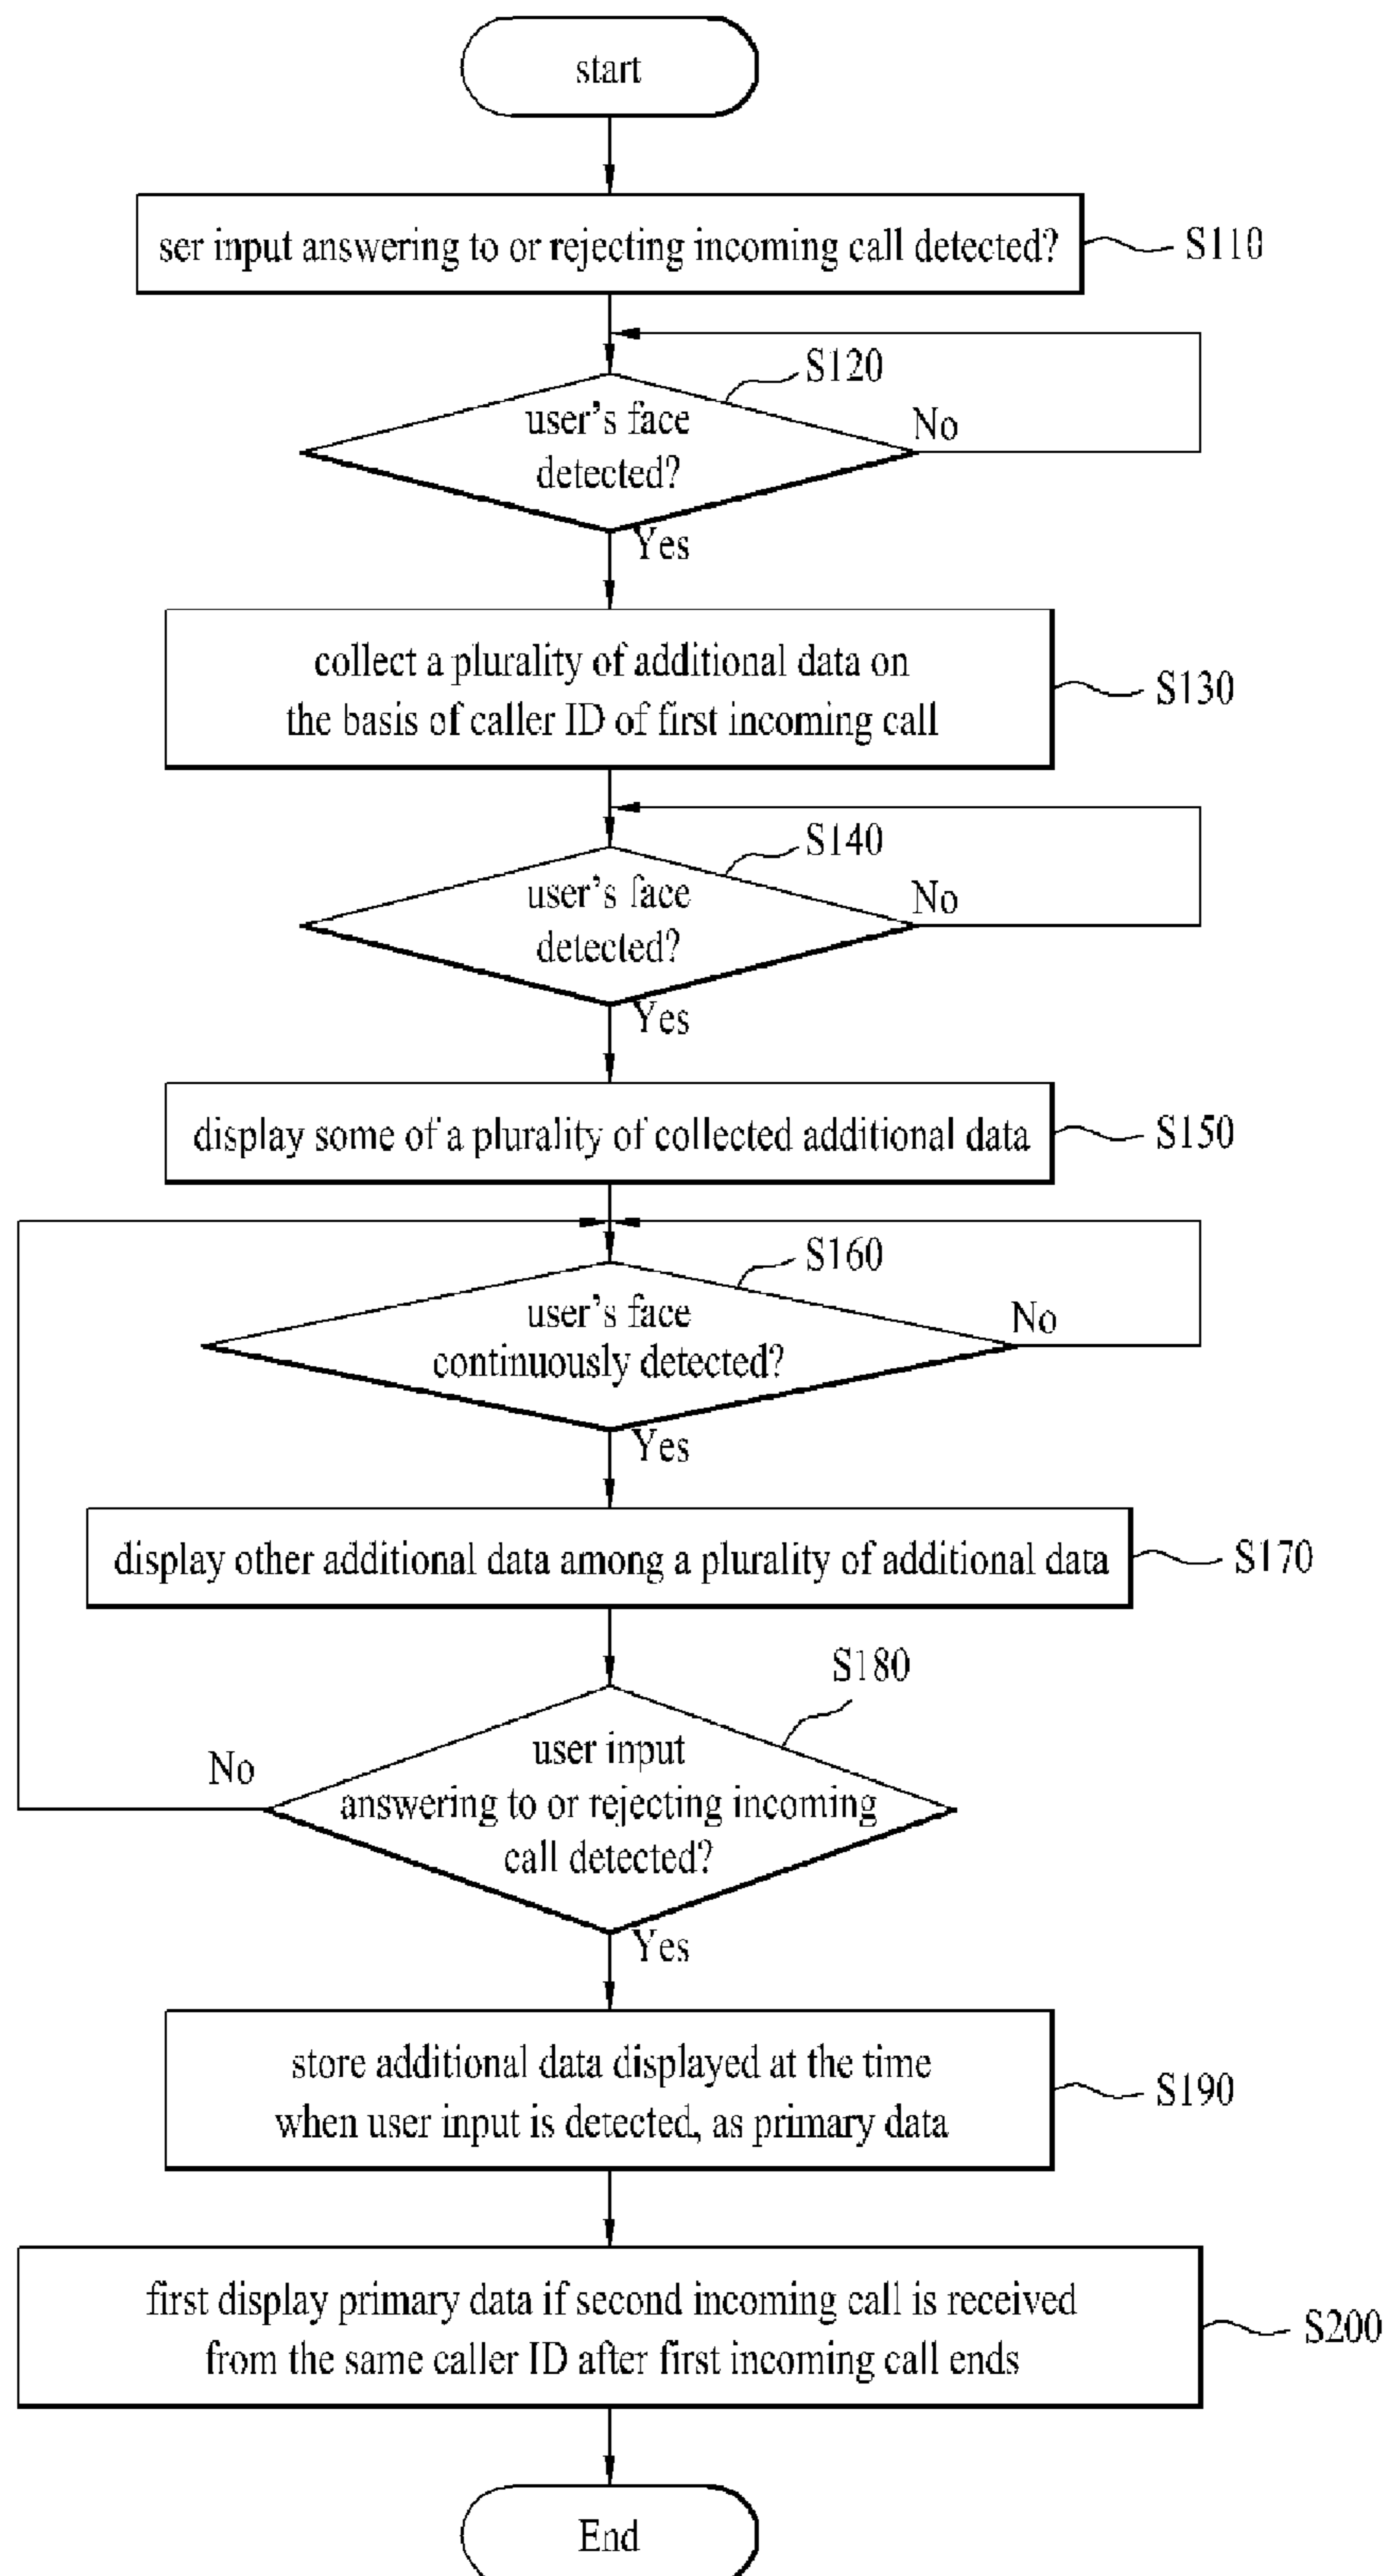 start
ser input answering to or rejecting incoming call detected?
S110
S120
user's face
detected?
No
Yes
collect a plurality of additional data on
the basis of caller ID of first incoming call
S130
S140
user's face
detected?
No
Yes
display some of a plurality of collected additional data
S150
S160
user's face
continuously detected?
No
Yes
display other additional data among a plurality of additional data
S170
S180
user input
answering to or rejecting incoming
call detected?
No
Yes
store additional data displayed at the time
when user input is detected, as primary data
S190
first display primary data if second incoming call is received
from the same caller ID after first incoming call ends
S200
End